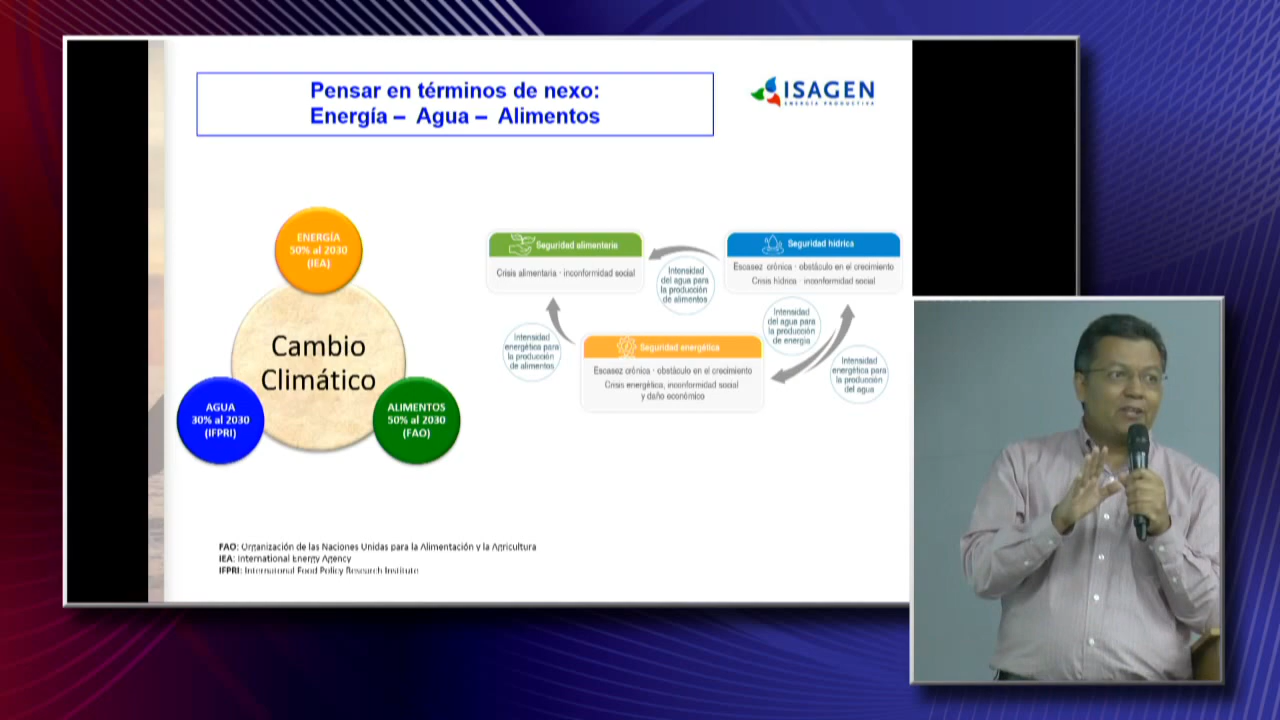 Pensar en términos de nexo:
Energía – Agua – Alimentos
ISAGEN
ENERGÍA PRODUCTIVA
ENERGÍA
50% al 2030
(IEA)
Cambio
Climático
AGUA
30% al 2030
(IFPRI)
ALIMENTOS
50% al 2030
(FAO)
Seguridad alimentaria
Crisis alimentaria · inconformidad social
Intensidad
del agua para
la producción
de alimentos
Seguridad hídrica
Escasez crónica · obstáculo en el crecimiento
Crisis hídrica · inconformidad social
Intensidad
energética para
la producción
de alimentos
Seguridad energética
Escasez crónica · obstáculo en el crecimiento
Crisis energética, inconformidad social
y daño económico
Intensidad
del agua para
la producción
de energía
Intensidad
energética para
la producción
del agua
FAO: Organización de las Naciones Unidas para la Alimentación y la Agricultura
IEA: International Energy Agency
IFPRI: International Food Policy Research Institute